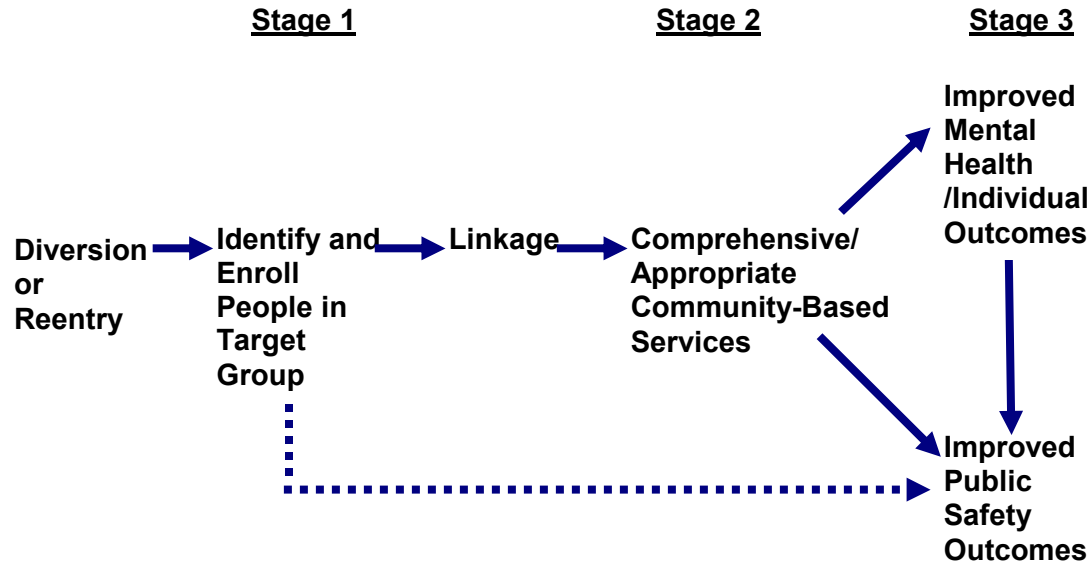 Stage 1
Stage 2
Stage 3
Diversion
or
Reentry
Identify and
Enroll
People in
Target
Group
Linkage
Comprehensive/
Appropriate
Community-Based
Services
Improved
Mental
Health
/Individual
Outcomes
Improved
Public
Safety
Outcomes